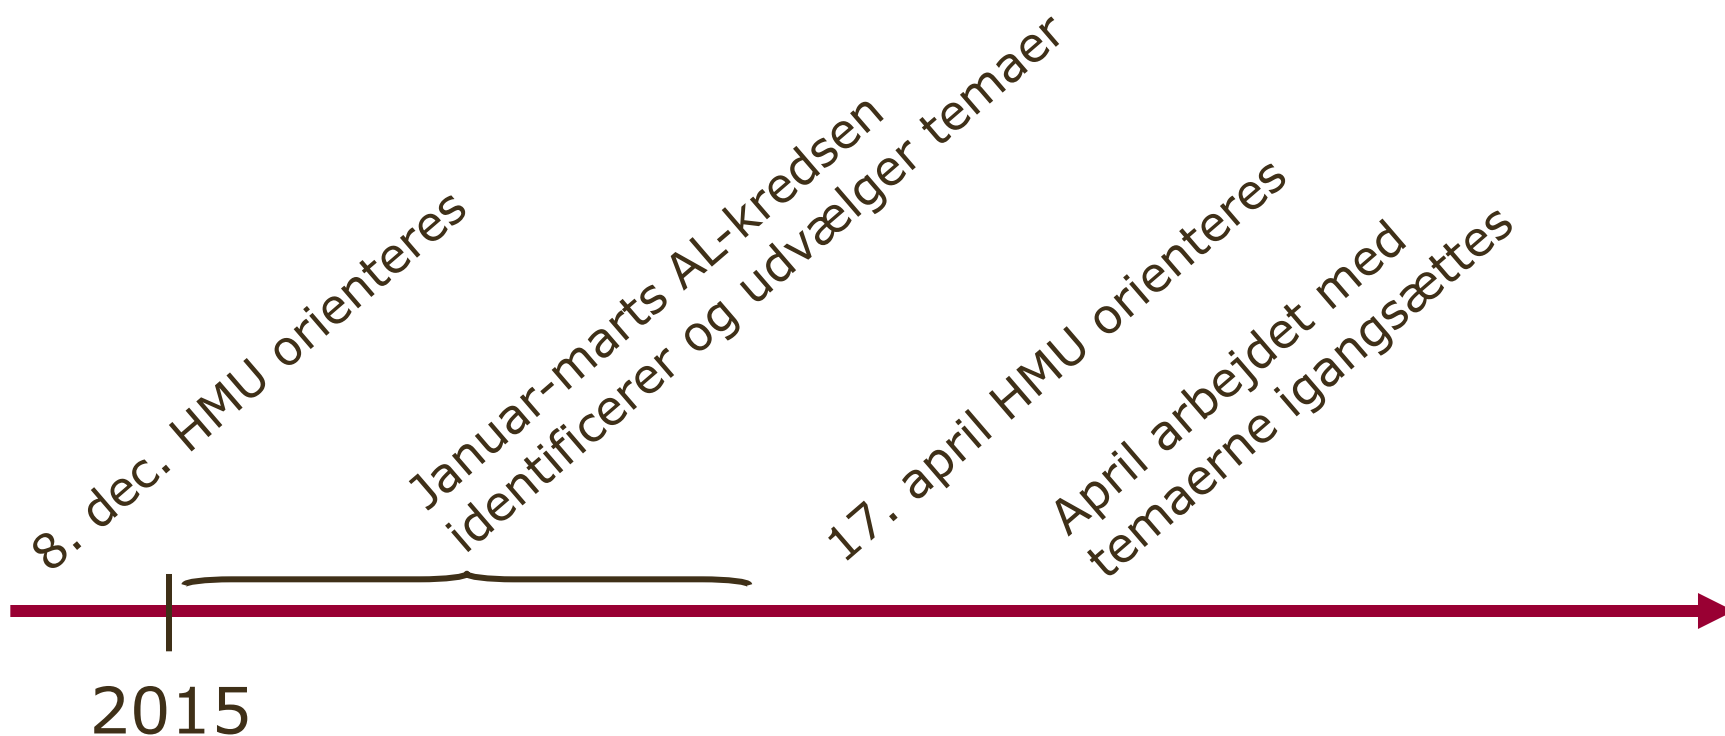 8. dec. HMU orienteres
Januar-marts AL-kredsen
identificerer og udvælger temaer
17. april HMU orienteres
April arbejdet med
temaerne igangsættes
2015